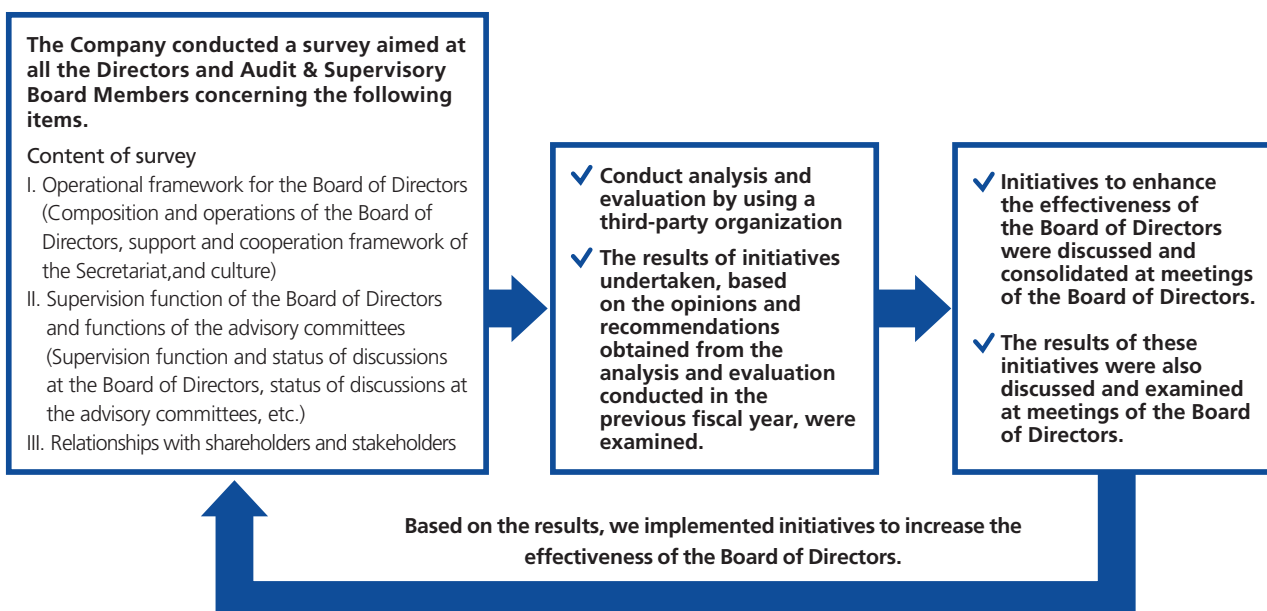 The Company conducted a survey aimed at
all the Directors and Audit & Supervisory
Board Members concerning the following
items.
Content of survey
I. Operational framework for the Board of Directors
(Composition and operations of the Board of
Directors, support and cooperation framework of
the Secretariat,and culture)
II. Supervision function of the Board of Directors
and functions of the advisory committees
(Supervision function and status of discussions
at the Board of Directors, status of discussions at
the advisory committees, etc.)
III. Relationships with shareholders and stakeholders
Conduct analysis and
evaluation by using a
third-party organization
The results of initiatives
undertaken, based
on the opinions and
recommendations
obtained from the
analysis and evaluation
conducted in the
previous fiscal year, were
examined.
Initiatives to enhance
the effectiveness of
the Board of Directors
were discussed and
consolidated at meetings
of the Board of Directors.
The results of these
initiatives were also
discussed and examined
at meetings of the Board
of Directors.
Based on the results, we implemented initiatives to increase the
effectiveness of the Board of Directors.